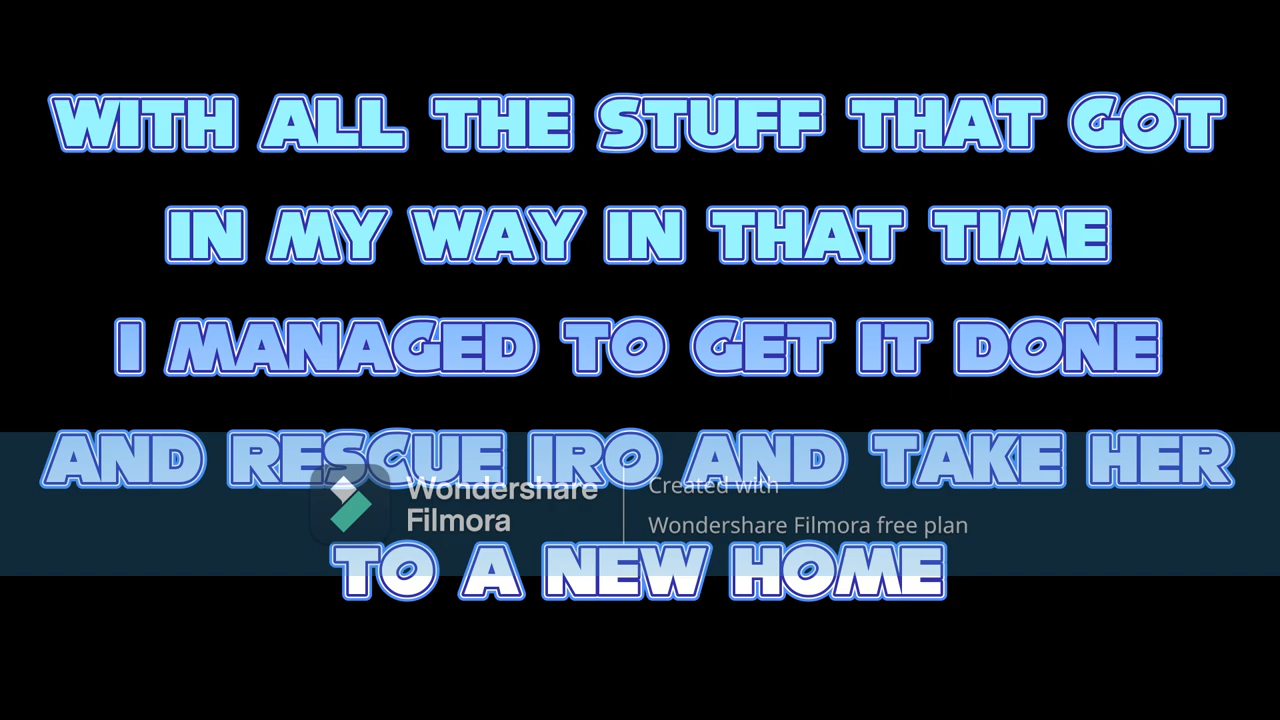 WITH ALL THE STUFF THAT GOT
IN MY WAY IN THAT TIME
I MANAGED TO GET IT DONE
AND RESCUE IRO AND TAKE HER
Wondershare
Filmora
Created with
Wondershare Filmora free plan
TO A NEW HOME